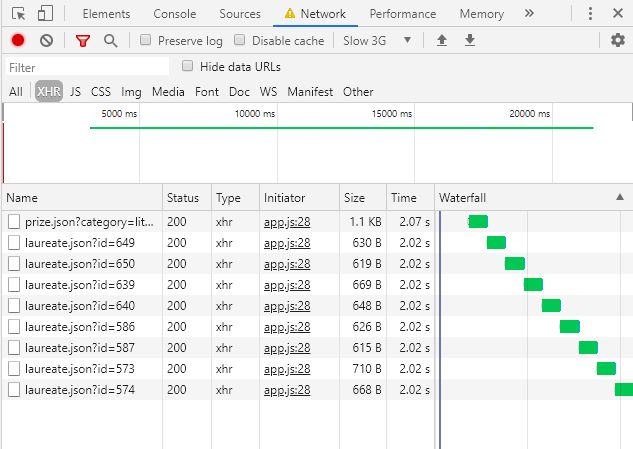 Elements Console Sources Network Performance Memory »
Preserve log Disable cache Slow 3G
Filter Hide data URLs
All XHR JS CSS Img Media Font Doc WS Manifest Other
5000 ms 10000 ms 15000 ms 20000 ms
Name Status Type Initiator Size Time Waterfall
prize.json?category=lit... 200 xhr app.js:28 1.1 KB 2.07 s
laureate.json?id=649 200 xhr app.js:28 630 B 2.02 s
laureate.json?id=650 200 xhr app.js:28 619 B 2.02 s
laureate.json?id=639 200 xhr app.js:28 669 B 2.02 s
laureate.json?id=640 200 xhr app.js:28 648 B 2.02 s
laureate.json?id=586 200 xhr app.js:28 626 B 2.02 s
laureate.json?id=587 200 xhr app.js:28 615 B 2.02 s
laureate.json?id=573 200 xhr app.js:28 710 B 2.02 s
laureate.json?id=574 200 xhr app.js:28 668 B 2.02 s